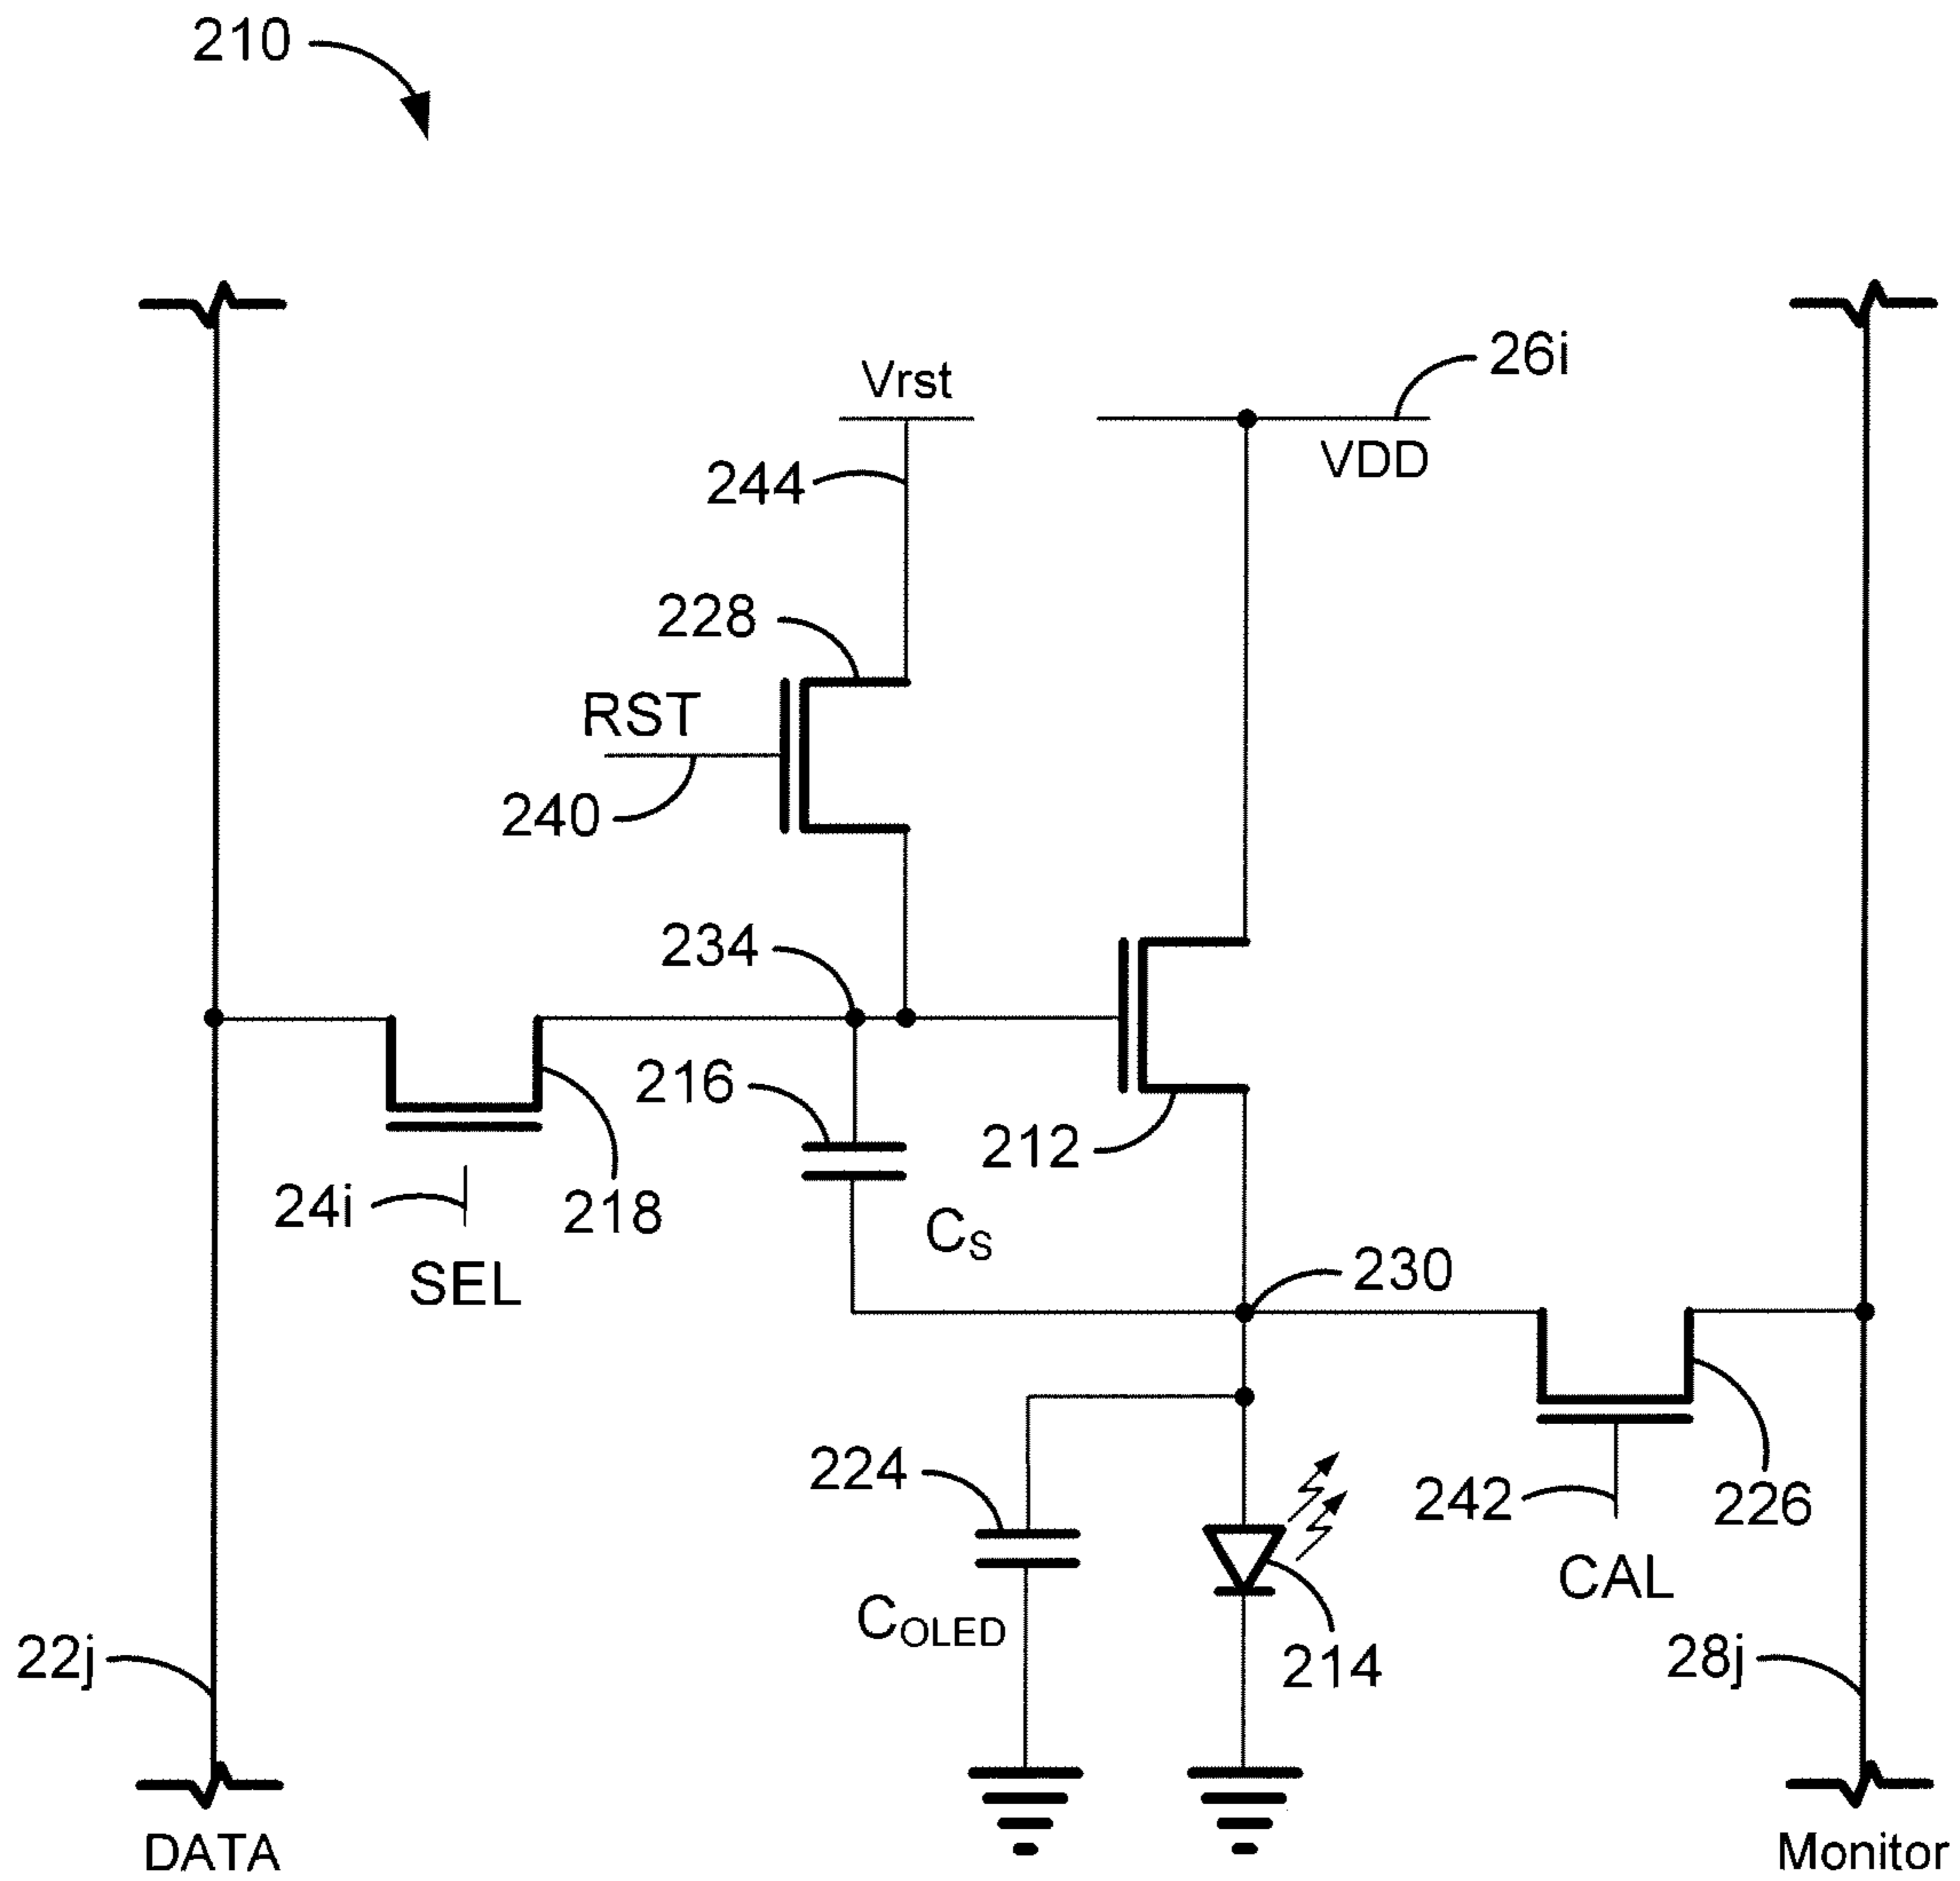 210
26i
Vrst
VDD
244
228
RST
240
234
216
212
24i
218
CS
SEL
230
224
242
226
CAL
COLED
22j
214
28j
DATA
Monitor